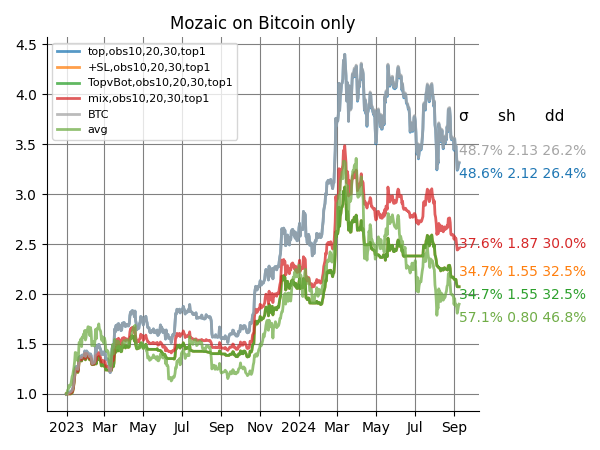 Mozaic on Bitcoin only
4.5
4.0
3.5
3.0
2.5
2.0
1.5
1.0
top,obs10,20,30,top1
+SL,obs10,20,30,top1
TopvBot,obs10,20,30,top1
mix,obs10,20,30,top1
BTC
avg
σ sh dd
48.7% 2.13 26.2%
48.6% 2.12 26.4%
37.6% 1.87 30.0%
34.7% 1.55 32.5%
34.7% 1.55 32.5%
57.1% 0.80 46.8%
2023 Mar May Jul Sep Nov 2024 Mar May Jul Sep